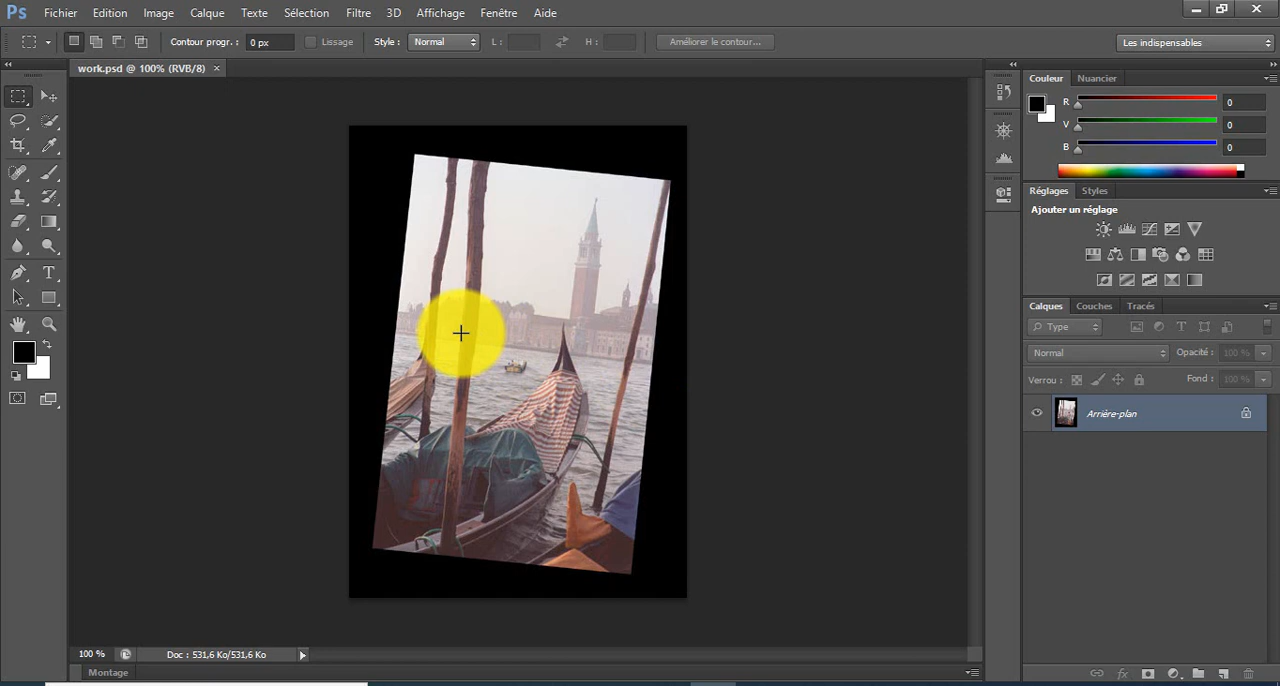 Ps Fichier Edition Image Calque Texte Sélection Filtre 3D Affichage Fenêtre Aide
Contour progr. : 0 px Lissage Style : Normal L : H : Améliorer le contour... Les indispensables
work.psd @ 100% (RVB/8) ×
Couleur Nuancier
R 0
V 0
B 0
Réglages Styles
Ajouter un réglage
Calques Couches Tracés
Type
Normal Opacité : 100 %
Verrou : Fond : 100 %
Arrière-plan
100 % Doc : 531,6 Ko/531,6 Ko
Montage